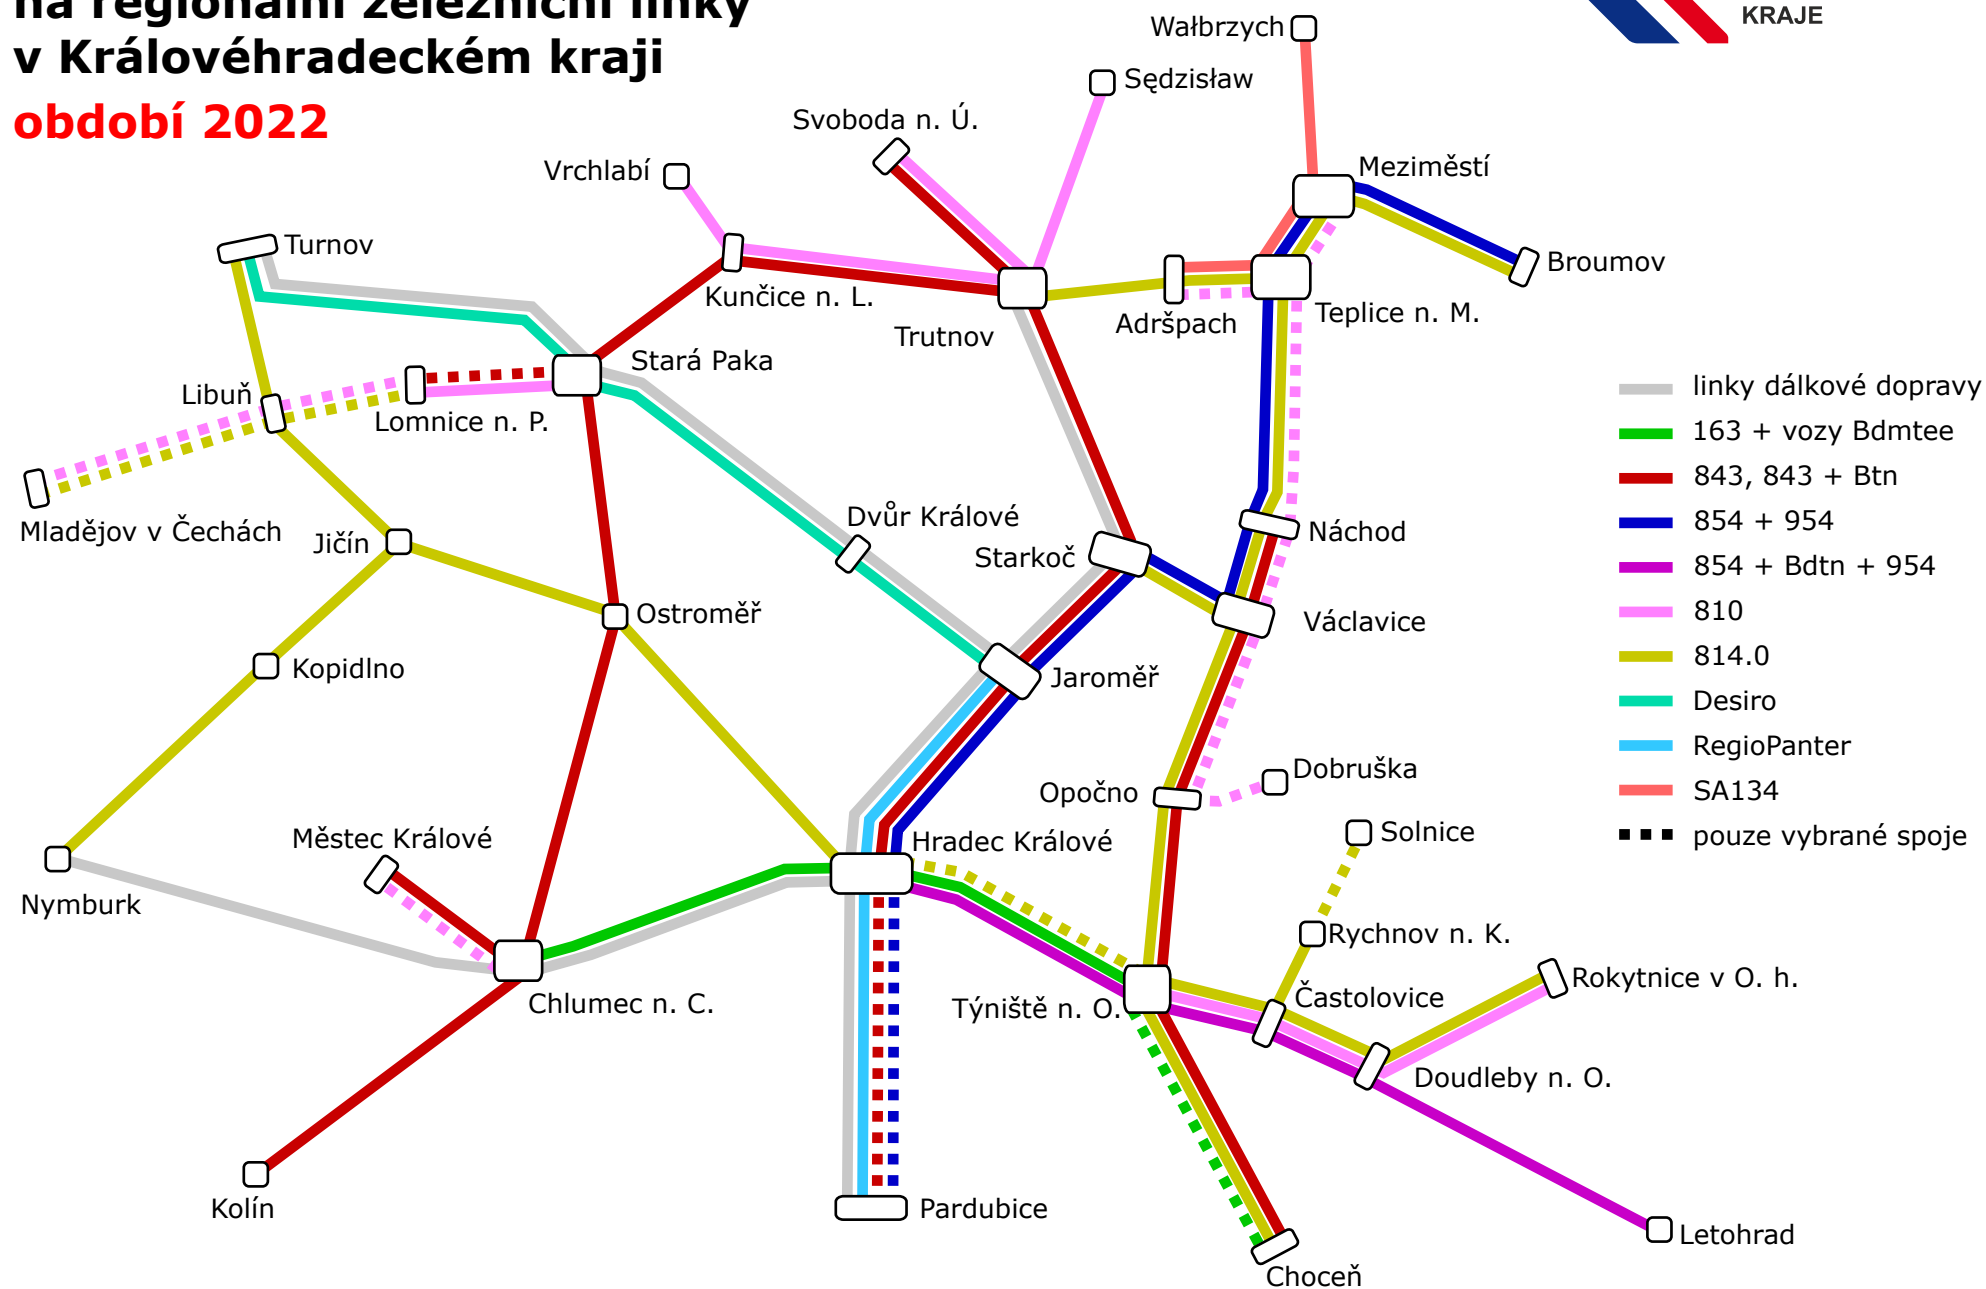 na regionální železniční linky
v Královéhradeckém kraji
období 2022
KRAJE
Wałbrzych
Sędzisław
Svoboda n. Ú.
Vrchlabí
Meziměstí
Turnov
Broumov
Kunčice n. L.
Trutnov
Adršpach
Teplice n. M.
Stará Paka
Libuň
Lomnice n. P.
Mladějov v Čechách
Jičín
Dvůr Králové
Starkoč
Náchod
Ostroměř
Václavice
Kopidlno
Jaroměř
Opočno
Dobruška
Městec Králové
Hradec Králové
Solnice
Nymburk
Rychnov n. K.
Chlumec n. C.
Týniště n. O.
Častolovice
Rokytnice v O. h.
Doudleby n. O.
Kolín
Pardubice
Letohrad
Choceň
linky dálkové dopravy
163 + vozy Bdmtee
843, 843 + Btn
854 + 954
854 + Bdtn + 954
810
814.0
Desiro
RegioPanter
SA134
pouze vybrané spoje